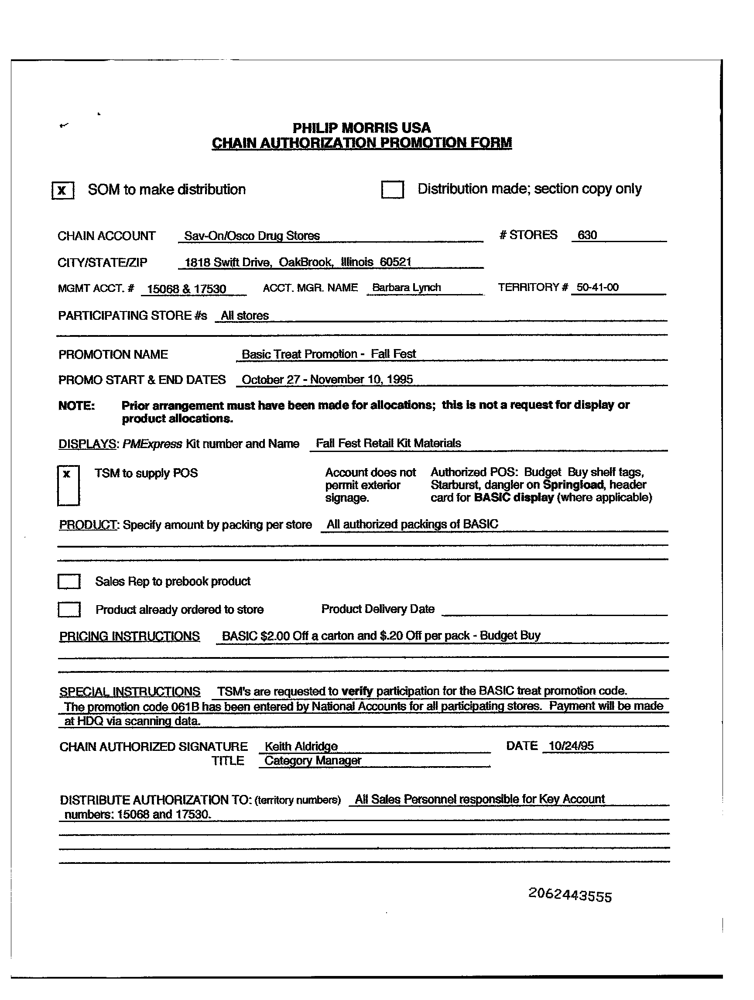 PHILIP MORRIS USA
CHAIN AUTHORIZATION PROMOTION FORM
x SOM to make distribution Distribution made; section copy only
CHAIN ACCOUNT Sav-On/Osco Drug Stores # STORES 630
CITY/STATE/ZIP 1818 Swift Drive, OakBrook, Illinois 60521
MGMT ACCT. # 15068 & 17530 ACCT. MGR. NAME Barbara Lynch TERRITORY # 50-41-00
PARTICIPATING STORE #s All stores
PROMOTION NAME Basic Treat Promotion - Fall Fest
PROMO START & END DATES October 27 - November 10, 1995
NOTE: Prior arrangement must have been made for allocations; this is not a request for display or
product allocations.
DISPLAYS: PMExpress Kit number and Name Fall Fest Retail Kit Materials
x TSM to supply POS Account does not Authorized POS: Budget Buy shelf tags,
permit exterior Starburst, dangler on Springload, header
signage. card for BASIC display (where applicable)
PRODUCT: Specify amount by packing per store All authorized packings of BASIC
Sales Rep to prebook product
Product already ordered to store Product Delivery Date
PRICING INSTRUCTIONS BASIC $2.00 Off a carton and $.20 Off per pack - Budget Buy
SPECIAL INSTRUCTIONS TSM's are requested to verify participation for the BASIC treat promotion code.
The promotion code 061B has been entered by National Accounts for all participating stores. Payment will be made
at HDQ via scanning data.
CHAIN AUTHORIZED SIGNATURE Keith Aldridge DATE 10/24/95
TITLE Category Manager
DISTRIBUTE AUTHORIZATION TO: (territory numbers) All Sales Personnel responsible for Key Account
numbers: 15068 and 17530.
2062443555